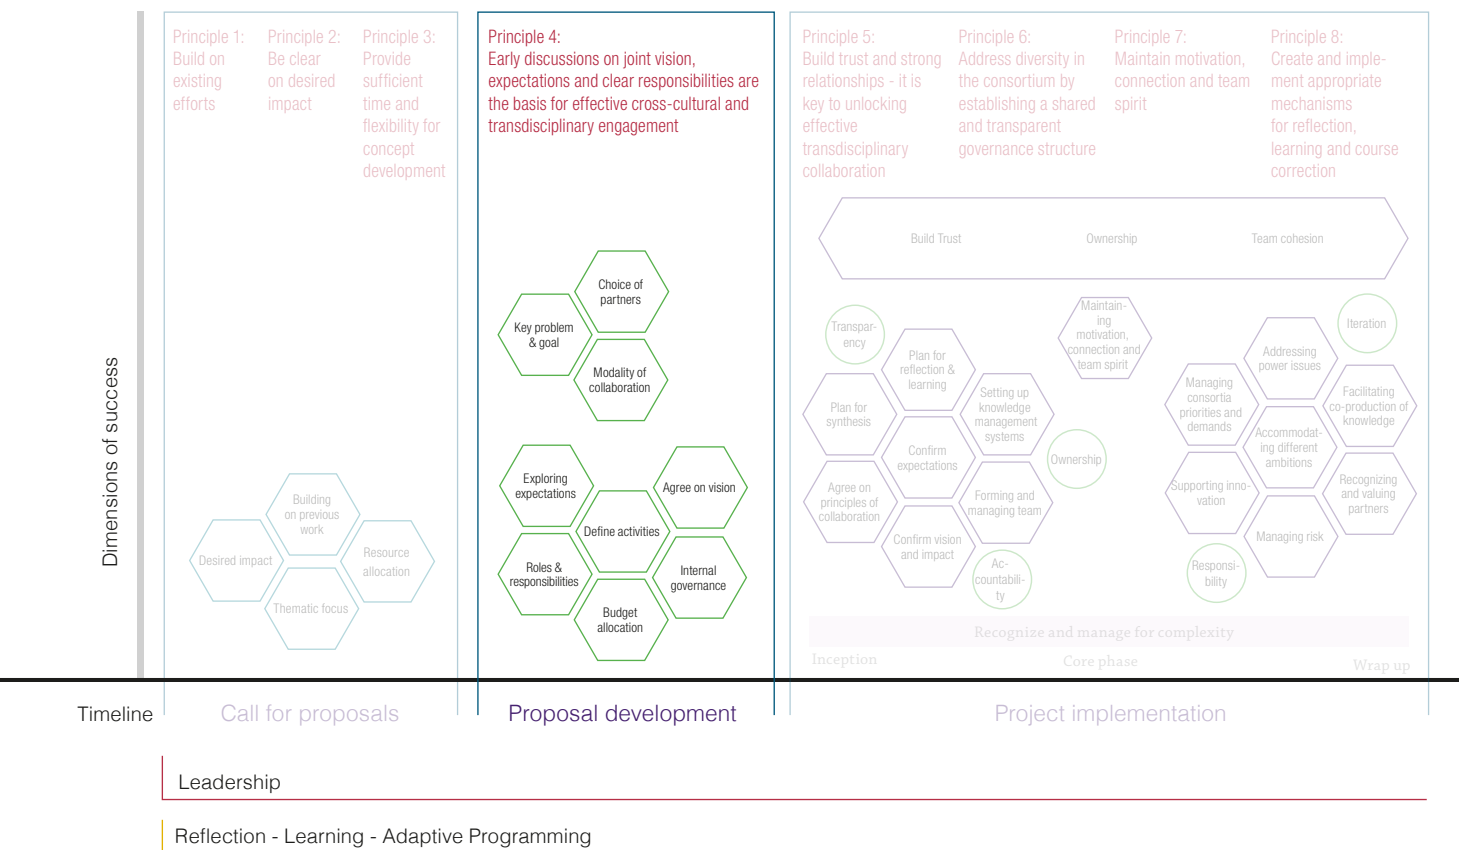 Principle 1:
Build on
existing
efforts
Principle 2:
Be clear
on desired
impact
Principle 3:
Provide
sufficient
time and
flexibility for
concept
development
Principle 4:
Early discussions on joint vision,
expectations and clear responsibilities are
the basis for effective cross-cultural and
transdisciplinary engagement
Principle 5:
Build trust and strong
relationships - it is
key to unlocking
effective
transdisciplinary
collaboration
Principle 6:
Address diversity in
the consortium by
establishing a shared
and transparent
governance structure
Principle 7:
Maintain motivation,
connection and team
spirit
Principle 8:
Create and imple-
ment appropriate
mechanisms
for reflection,
learning and course
correction
Dimensions of success
Building
on previous
work
Desired impact
Resource
allocation
Thematic focus
Choice of
partners
Key problem
& goal
Modality of
collaboration
Exploring
expectations
Agree on vision
Define activities
Roles &
responsibilities
Internal
governance
Budget
allocation
Build Trust
Ownership
Team cohesion
Transpar-
ency
Plan for
reflection &
learning
Plan for
synthesis
Setting up
knowledge
management
systems
Confirm
expectations
Agree on
principles of
collaboration
Forming and
managing team
Confirm vision
and impact
Ac-
countabili-
ty
Maintain-
ing
motivation,
connection and
team spirit
Ownership
Iteration
Addressing
power issues
Managing
consortia
priorities and
demands
Facilitating
co-production of
knowledge
Accommodat-
ing different
ambitions
Supporting inno-
vation
Recognizing
and valuing
partners
Managing risk
Responsi-
bility
Recognize and manage for complexity
Inception
Core phase
Wrap up
Timeline
Call for proposals
Proposal development
Project implementation
Leadership
Reflection - Learning - Adaptive Programming